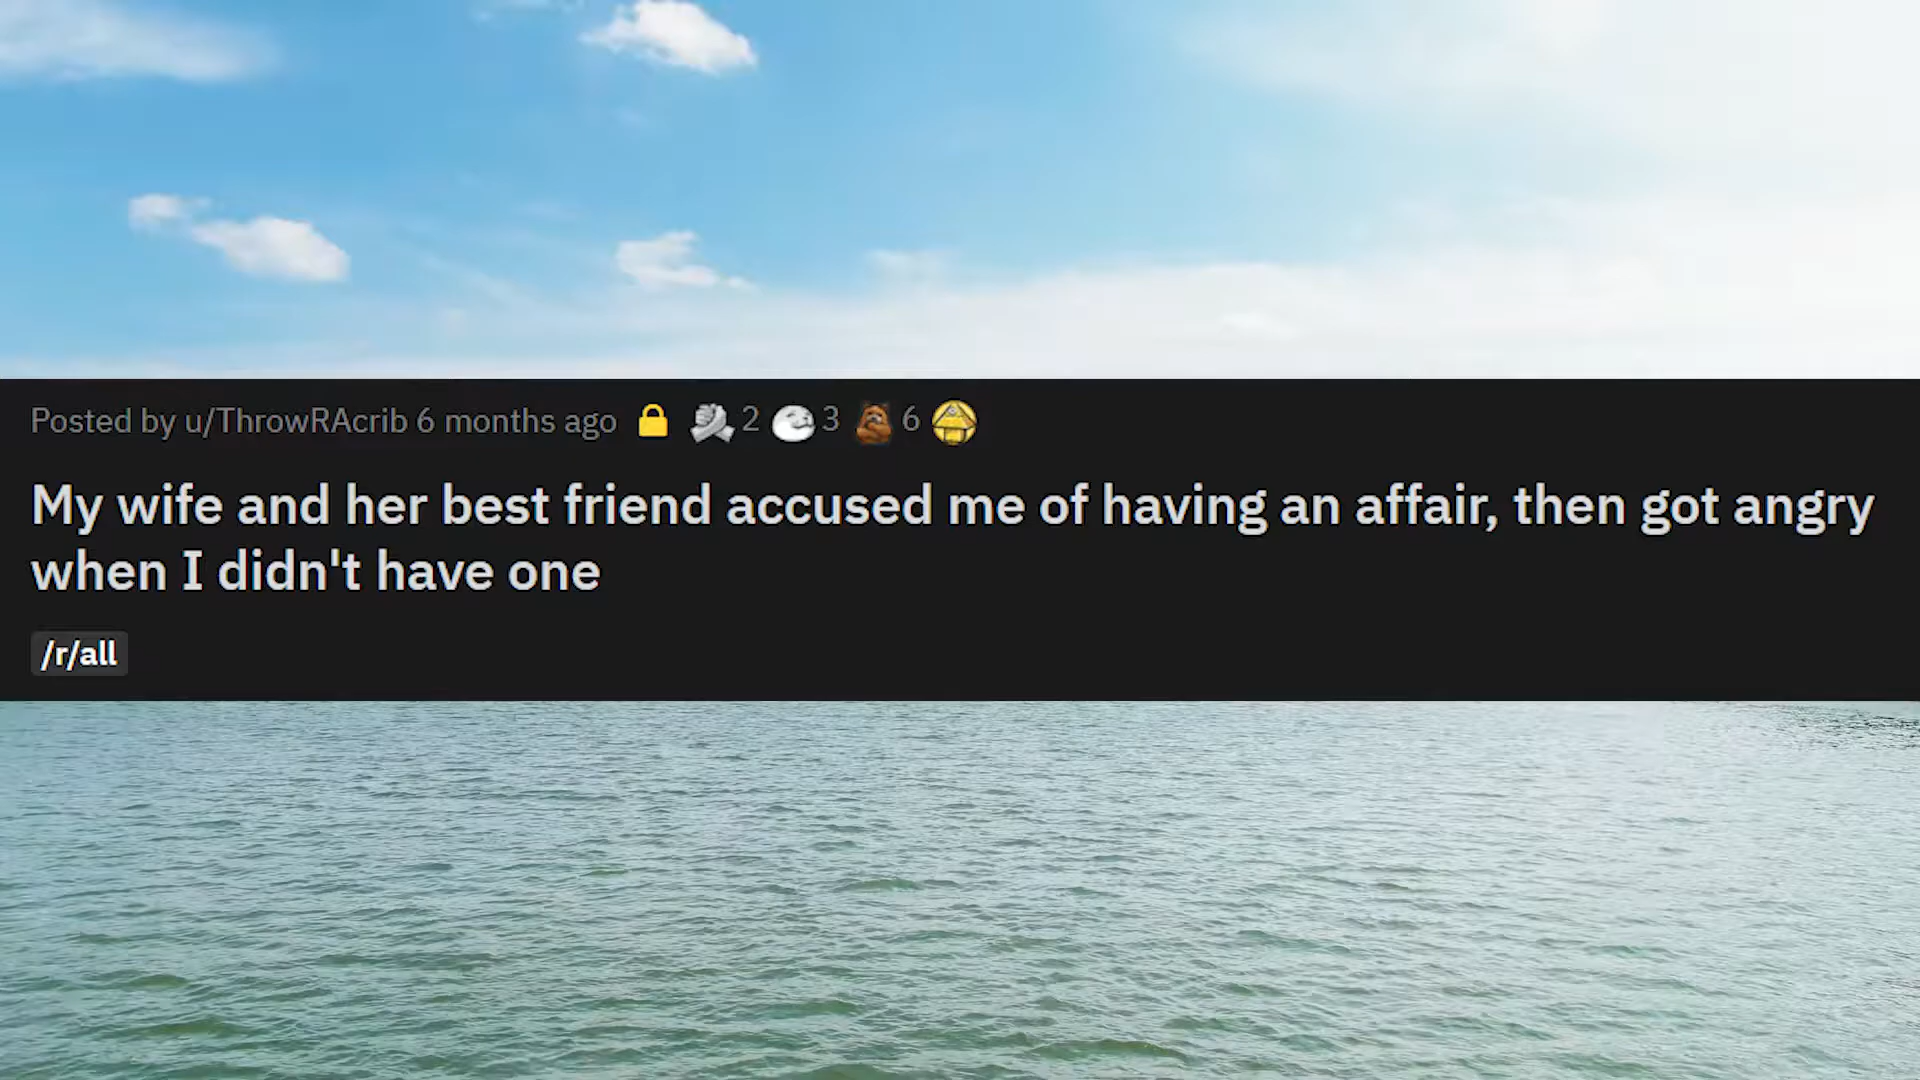 Posted by u/ThrowRAcrib 6 months ago 2 3 6
My wife and her best friend accused me of having an affair, then got angry
when I didn't have one
/r/all